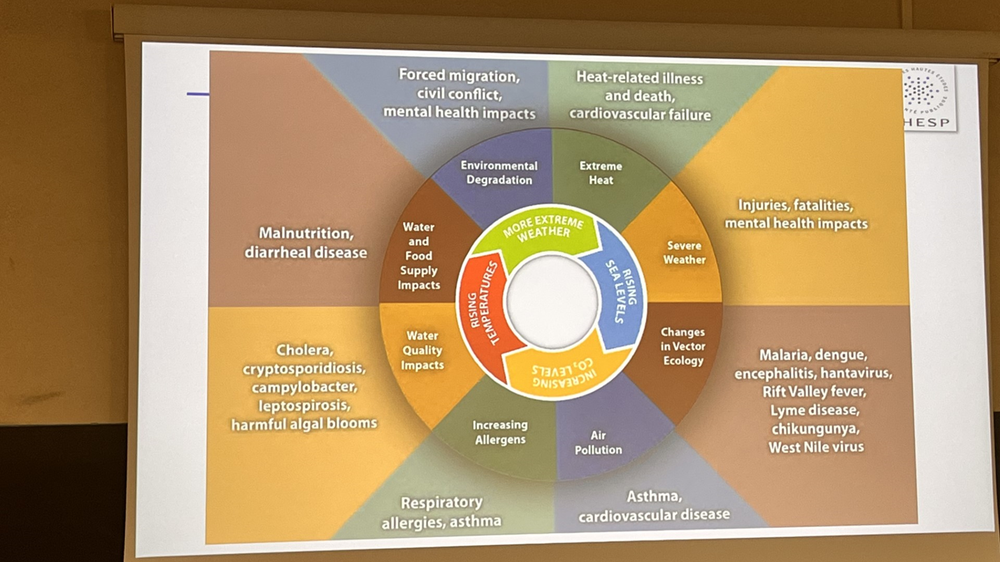 Forced migration,
civil conflict,
mental health impacts
Heat-related illness
and death,
cardiovascular failure
HAUTES ÉTUDES
PUBLIQUE
HESP
Environmental
Degradation
Extreme
Heat
Malnutrition,
diarrheal disease
Water
and
Food
Supply
Impacts
MORE EXTREME
WEATHER
RISING
SEA LEVELS
INCREASING
CO₂ LEVELS
RISING
TEMPERATURES
Severe
Weather
Injuries, fatalities,
mental health impacts
Cholera,
cryptosporidiosis,
campylobacter,
leptospirosis,
harmful algal blooms
Water
Quality
Impacts
Changes
in Vector
Ecology
Malaria, dengue,
encephalitis, hantavirus,
Rift Valley fever,
Lyme disease,
chikungunya,
West Nile virus
Increasing
Allergens
Air
Pollution
Respiratory
allergies, asthma
Asthma,
cardiovascular disease